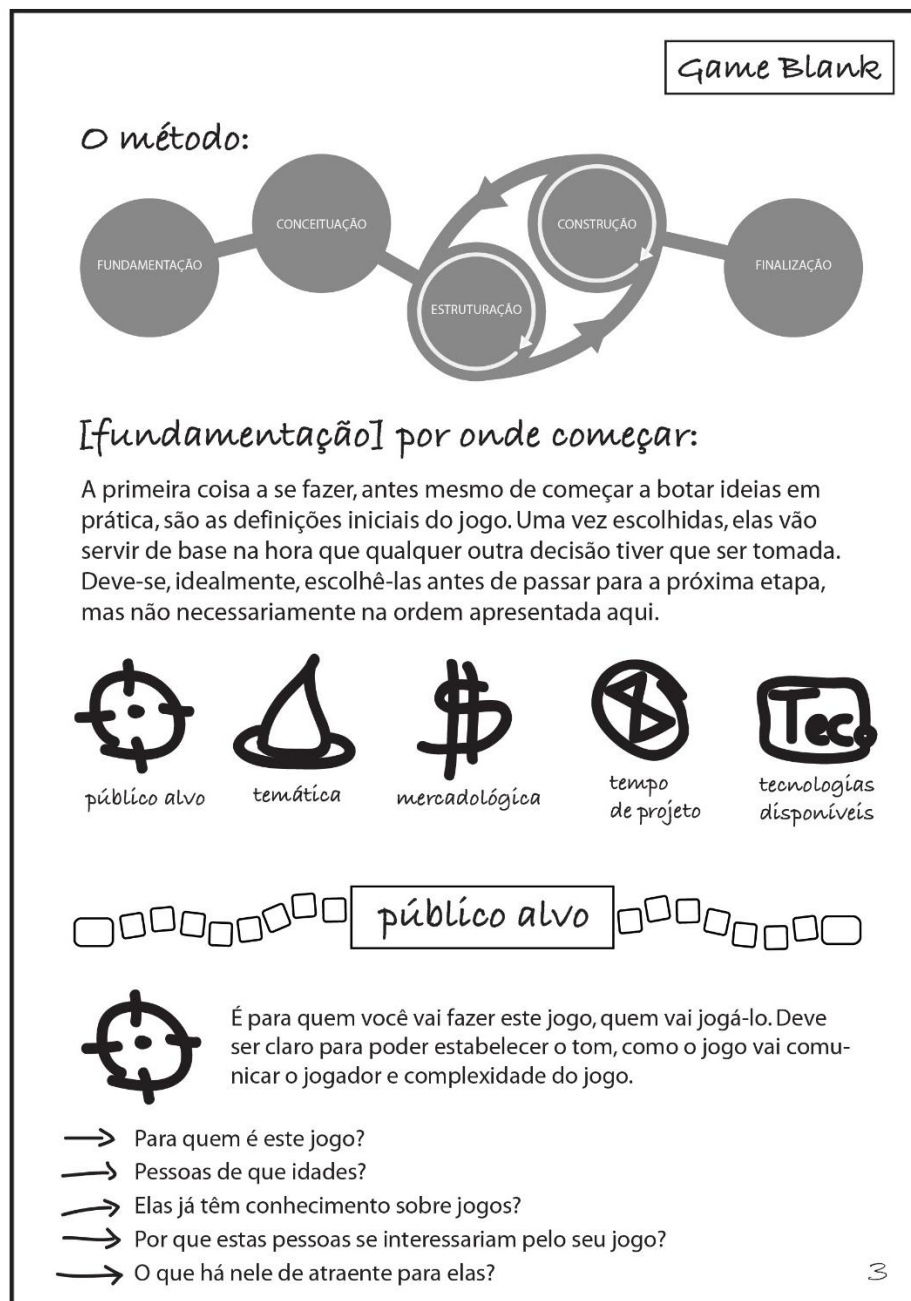 Game Blank
O método:
FUNDAMENTAÇÃO
CONCEITUAÇÃO
ESTRUTURAÇÃO
CONSTRUÇÃO
FINALIZAÇÃO
[fundamentação] por onde começar:
A primeira coisa a se fazer, antes mesmo de começar a botar ideias em
prática, são as definições iniciais do jogo. Uma vez escolhidas, elas vão
servir de base na hora que qualquer outra decisão tiver que ser tomada.
Deve-se, idealmente, escolhê-las antes de passar para a próxima etapa,
mas não necessariamente na ordem apresentada aqui.
Tec.
público alvo
temática
mercadológica
tempo
de projeto
tecnologias
disponíveis
público alvo
É para quem você vai fazer este jogo, quem vai jogá-lo. Deve
ser claro para poder estabelecer o tom, como o jogo vai comu-
nicar o jogador e complexidade do jogo.
Para quem é este jogo?
Pessoas de que idades?
Elas já têm conhecimento sobre jogos?
Por que estas pessoas se interessariam pelo seu jogo?
O que há nele de atraente para elas?
3